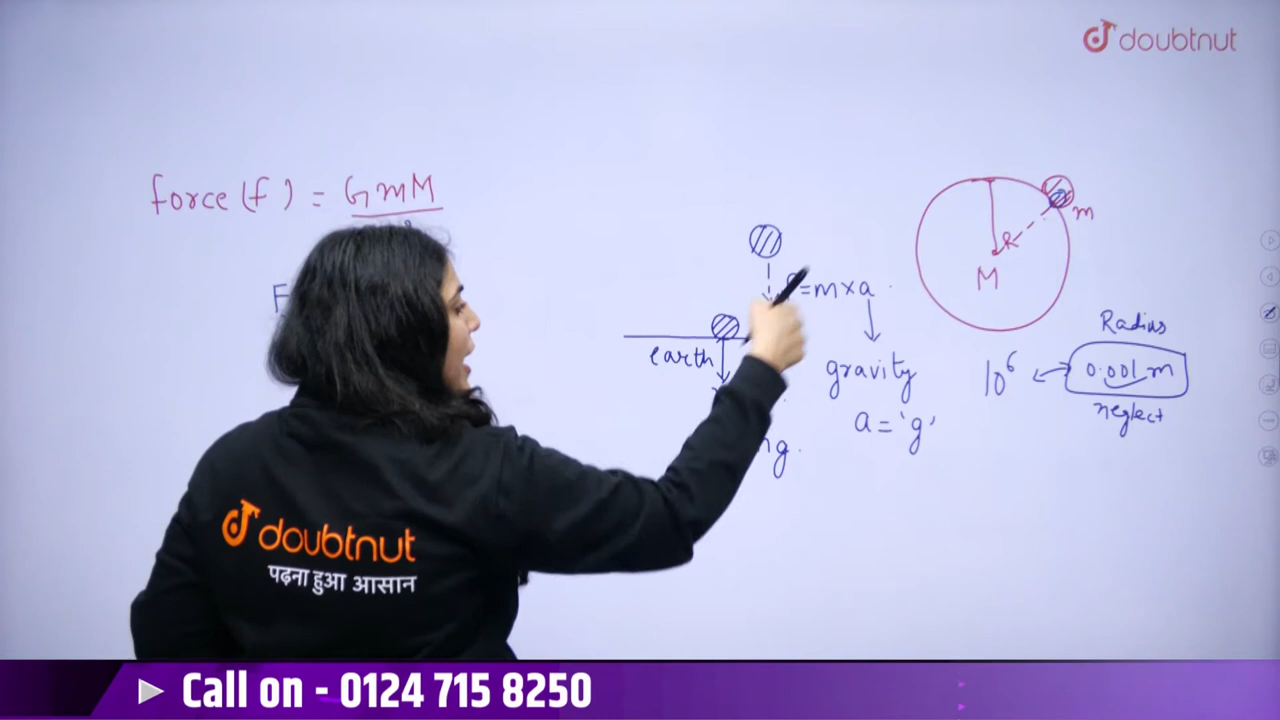 doubtnut
force (f) = GmM
F
= m × a
earth
gravity
a = 'g'
g.
R
M
m
Radius
10⁶
0.001 m
neglect
doubtnut
पढ़ना हुआ आसान
Call on - 0124 715 8250